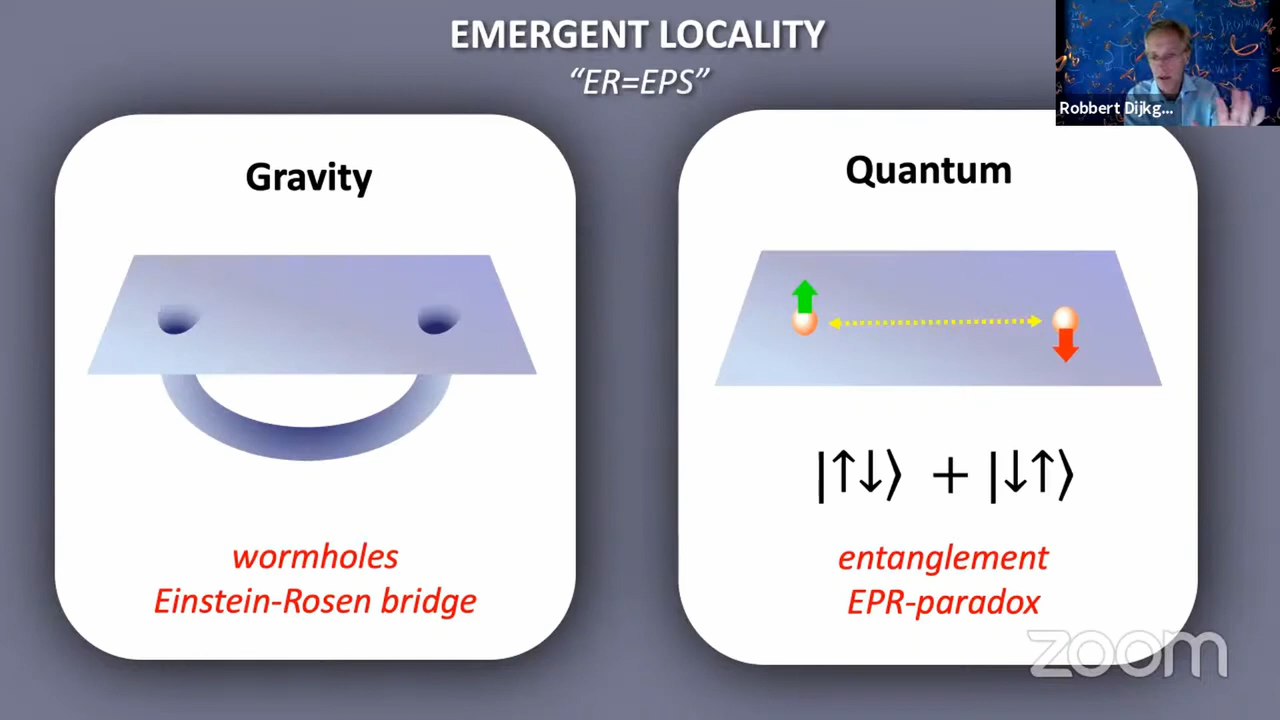 EMERGENT LOCALITY
“ER=EPS”
Robbert Dijkg...
Gravity
wormholes
Einstein-Rosen bridge
Quantum
|↑↓⟩ + |↓↑⟩
entanglement
EPR-paradox
zoom